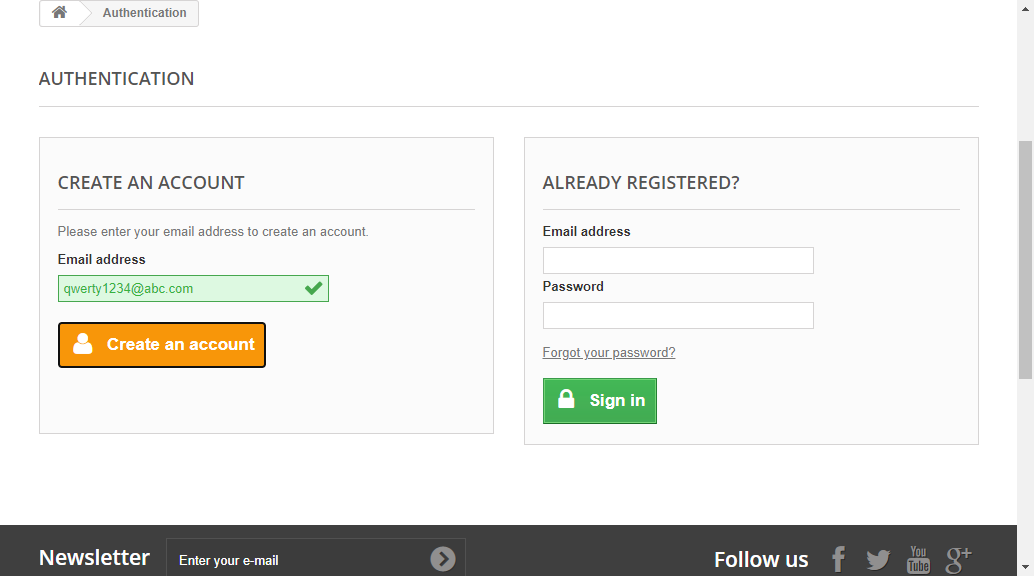 Authentication
AUTHENTICATION
CREATE AN ACCOUNT
Please enter your email address to create an account.
Email address
qwerty1234@abc.com
Create an account
ALREADY REGISTERED?
Email address
Password
Forgot your password?
Sign in
Newsletter
Enter your e-mail
Follow us
You
Tube
g+